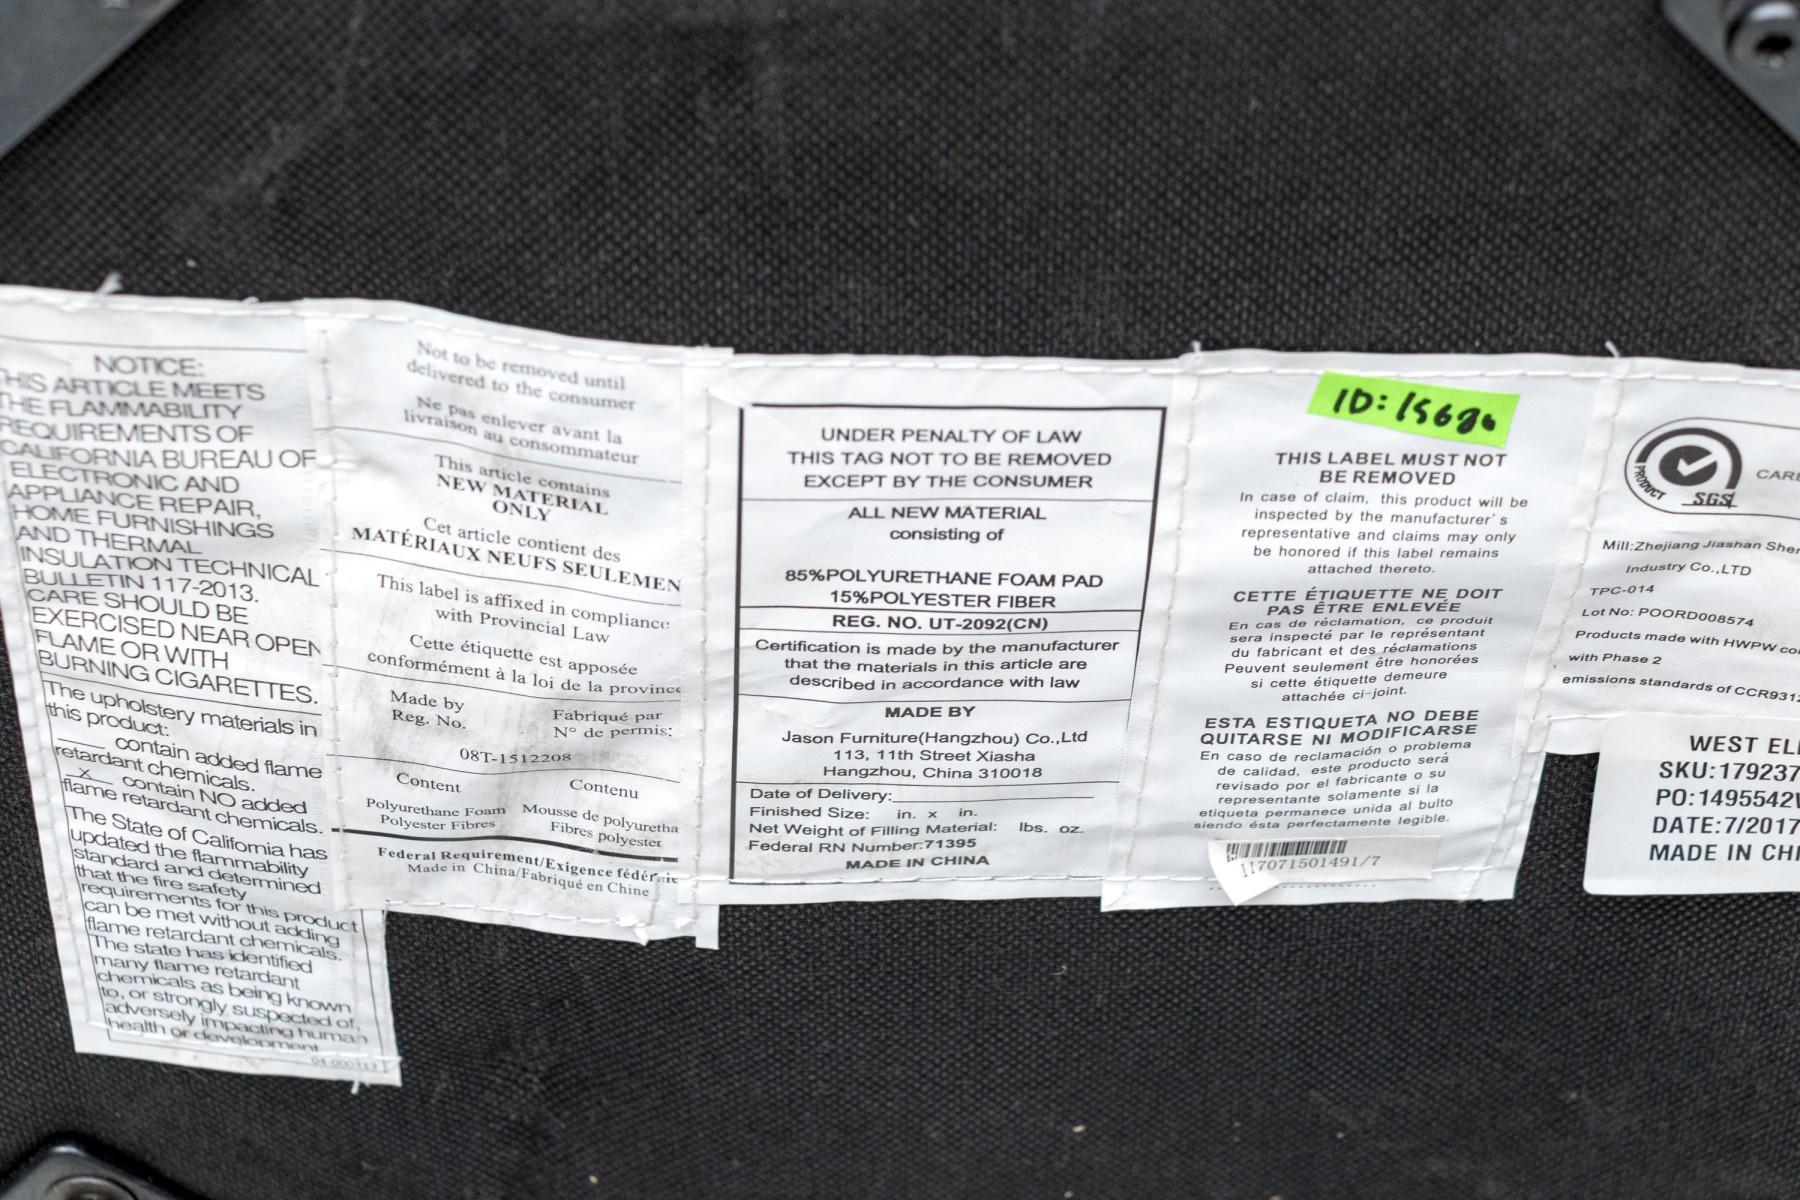 NOTICE:
THIS ARTICLE MEETS
THE FLAMMABILITY
REQUIREMENTS OF
CALIFORNIA BUREAU OF
ELECTRONIC AND
APPLIANCE REPAIR,
HOME FURNISHINGS
AND THERMAL
INSULATION TECHNICAL
BULLETIN 117-2013.
CARE SHOULD BE
EXERCISED NEAR OPEN
FLAME OR WITH
BURNING CIGARETTES.
The upholstery materials in
this product:
____ contain added flame
retardant chemicals.
__x__ contain NO added
flame retardant chemicals.
The State of California has
updated the flammability
standard and determined
that the fire safety
requirements for this product
can be met without adding
flame retardant chemicals.
The state has identified
many flame retardant
chemicals as being known
to, or strongly suspected of,
adversely impacting human
health or development
04-000313
Not to be removed until
delivered to the consumer
Ne pas enlever avant la
livraison au consommateur
This article contains
NEW MATERIAL
ONLY
Cet article contient des
MATÉRIAUX NEUFS SEULEMEN
This label is affixed in compliance
with Provincial Law
Cette étiquette est apposée
conformément à la loi de la province
Made by Fabriqué par
Reg. No. N° de permis:
08T-1512208
Content Contenu
Polyurethane Foam Mousse de polyuretha
Polyester Fibres Fibres polyester
Federal Requirement/Exigence fédéraie
Made in China/Fabriqué en Chine
UNDER PENALTY OF LAW
THIS TAG NOT TO BE REMOVED
EXCEPT BY THE CONSUMER
ALL NEW MATERIAL
consisting of
85%POLYURETHANE FOAM PAD
15%POLYESTER FIBER
REG. NO. UT-2092(CN)
Certification is made by the manufacturer
that the materials in this article are
described in accordance with law
MADE BY
Jason Furniture(Hangzhou) Co.,Ltd
113, 11th Street Xiasha
Hangzhou, China 310018
Date of Delivery:
Finished Size: in. x in.
Net Weight of Filling Material: lbs. oz.
Federal RN Number:71395
MADE IN CHINA
ID: 15680
THIS LABEL MUST NOT
BE REMOVED
In case of claim, this product will be
inspected by the manufacturer's
representative and claims may only
be honored if this label remains
attached thereto.
CETTE ÉTIQUETTE NE DOIT
PAS ÊTRE ENLEVÉE
En cas de réclamation, ce produit
sera inspecté par le représentant
du fabricant et des réclamations
Peuvent seulement être honorées
si cette étiquette demeure
attachée ci-joint.
ESTA ESTIQUETA NO DEBE
QUITARSE NI MODIFICARSE
En caso de reclamación o problema
de calidad, este producto será
revisado por el fabricante o su
representante solamente si la
etiqueta permanece unida al bulto
siendo ésta perfectamente legible.
117071501491/7
PRODUCT SGS
CAR
Mill:Zhejiang Jiashan Shen
Industry Co.,LTD
TPC-014
Lot No: POORD008574
Products made with HWPW co
with Phase 2
emissions standards of CCR9312
WEST EL
SKU:179237
PO:1495542
DATE:7/2017
MADE IN CHI